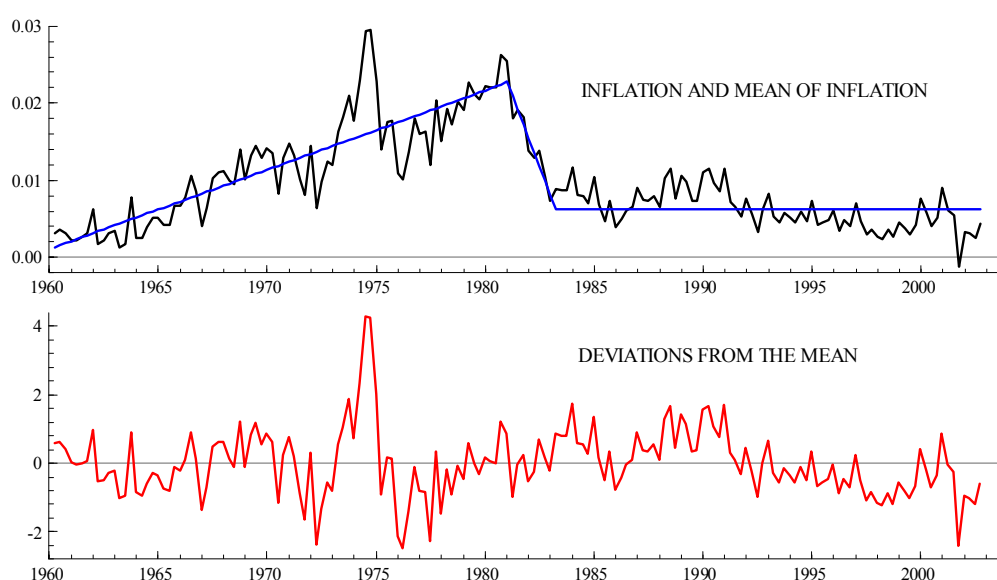 0.03
INFLATION AND MEAN OF INFLATION
0.02
0.01
0.00
1960 1965 1970 1975 1980 1985 1990 1995 2000
4
DEVIATIONS FROM THE MEAN
2
0
-2
1960 1965 1970 1975 1980 1985 1990 1995 2000